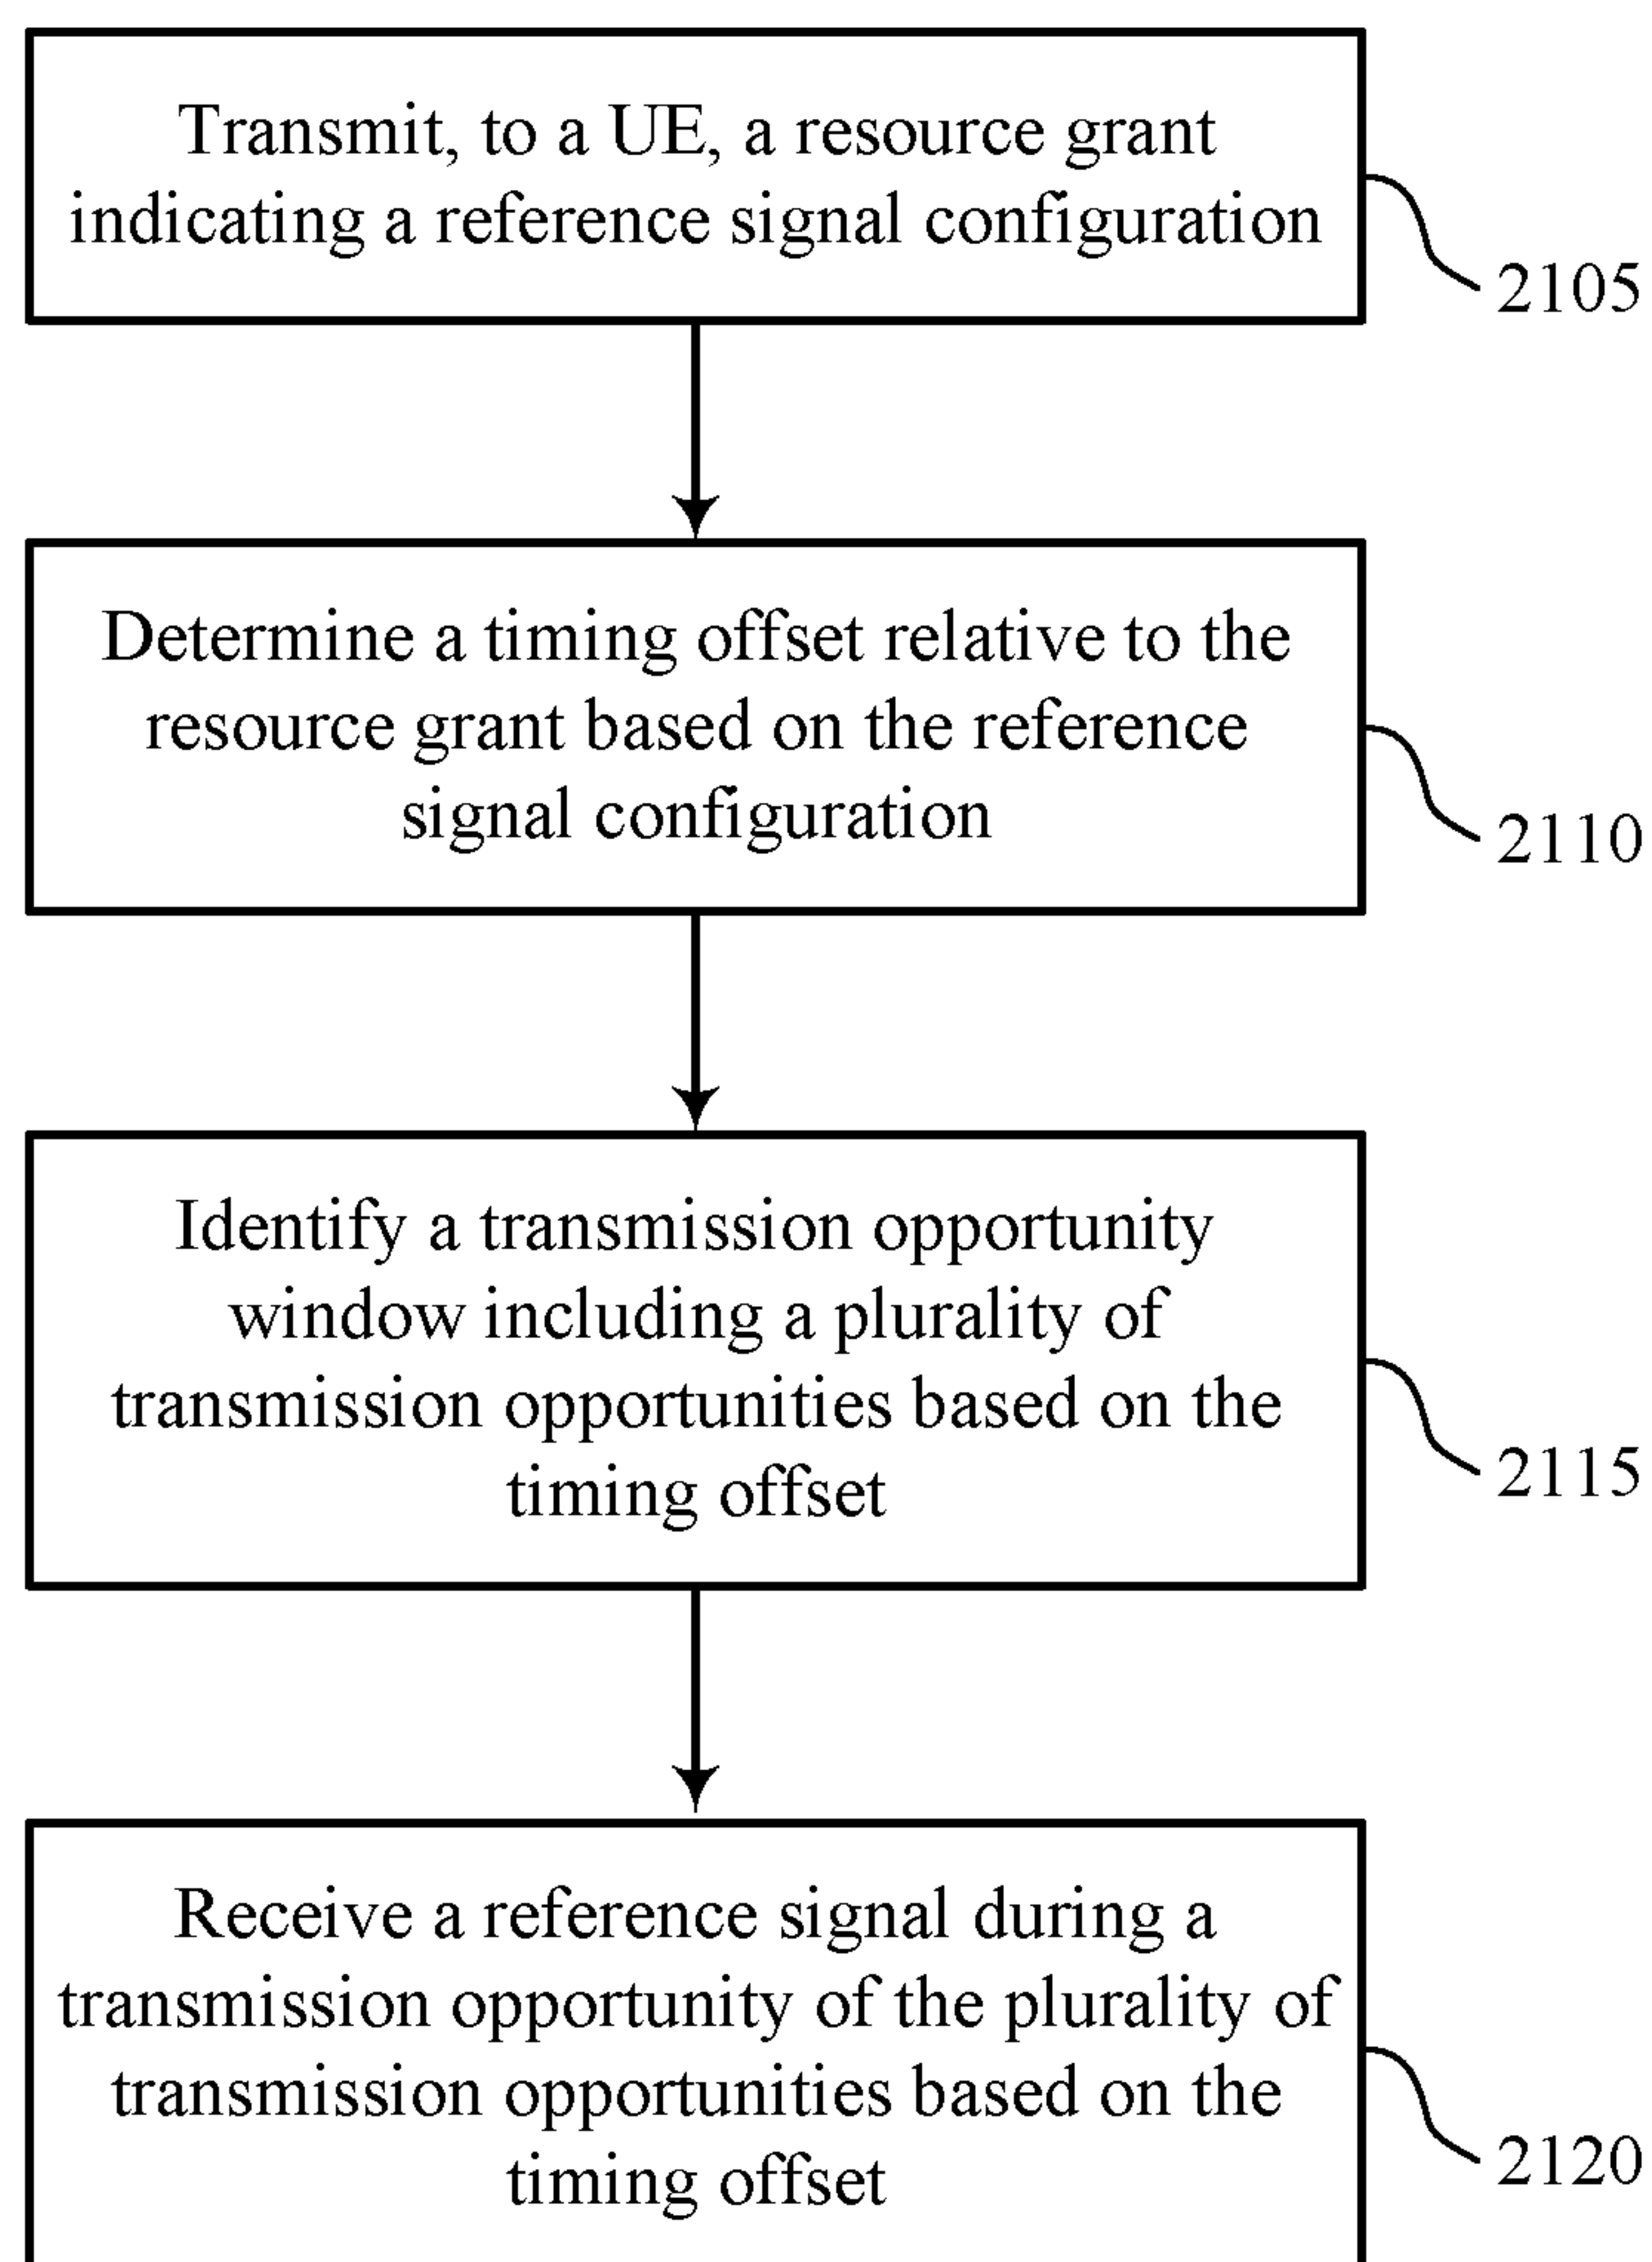 Transmit, to a UE, a resource grant
indicating a reference signal configuration
2105
Determine a timing offset relative to the
resource grant based on the reference
signal configuration
2110
Identify a transmission opportunity
window including a plurality of
transmission opportunities based on the
timing offset
2115
Receive a reference signal during a
transmission opportunity of the plurality of
transmission opportunities based on the
timing offset
2120